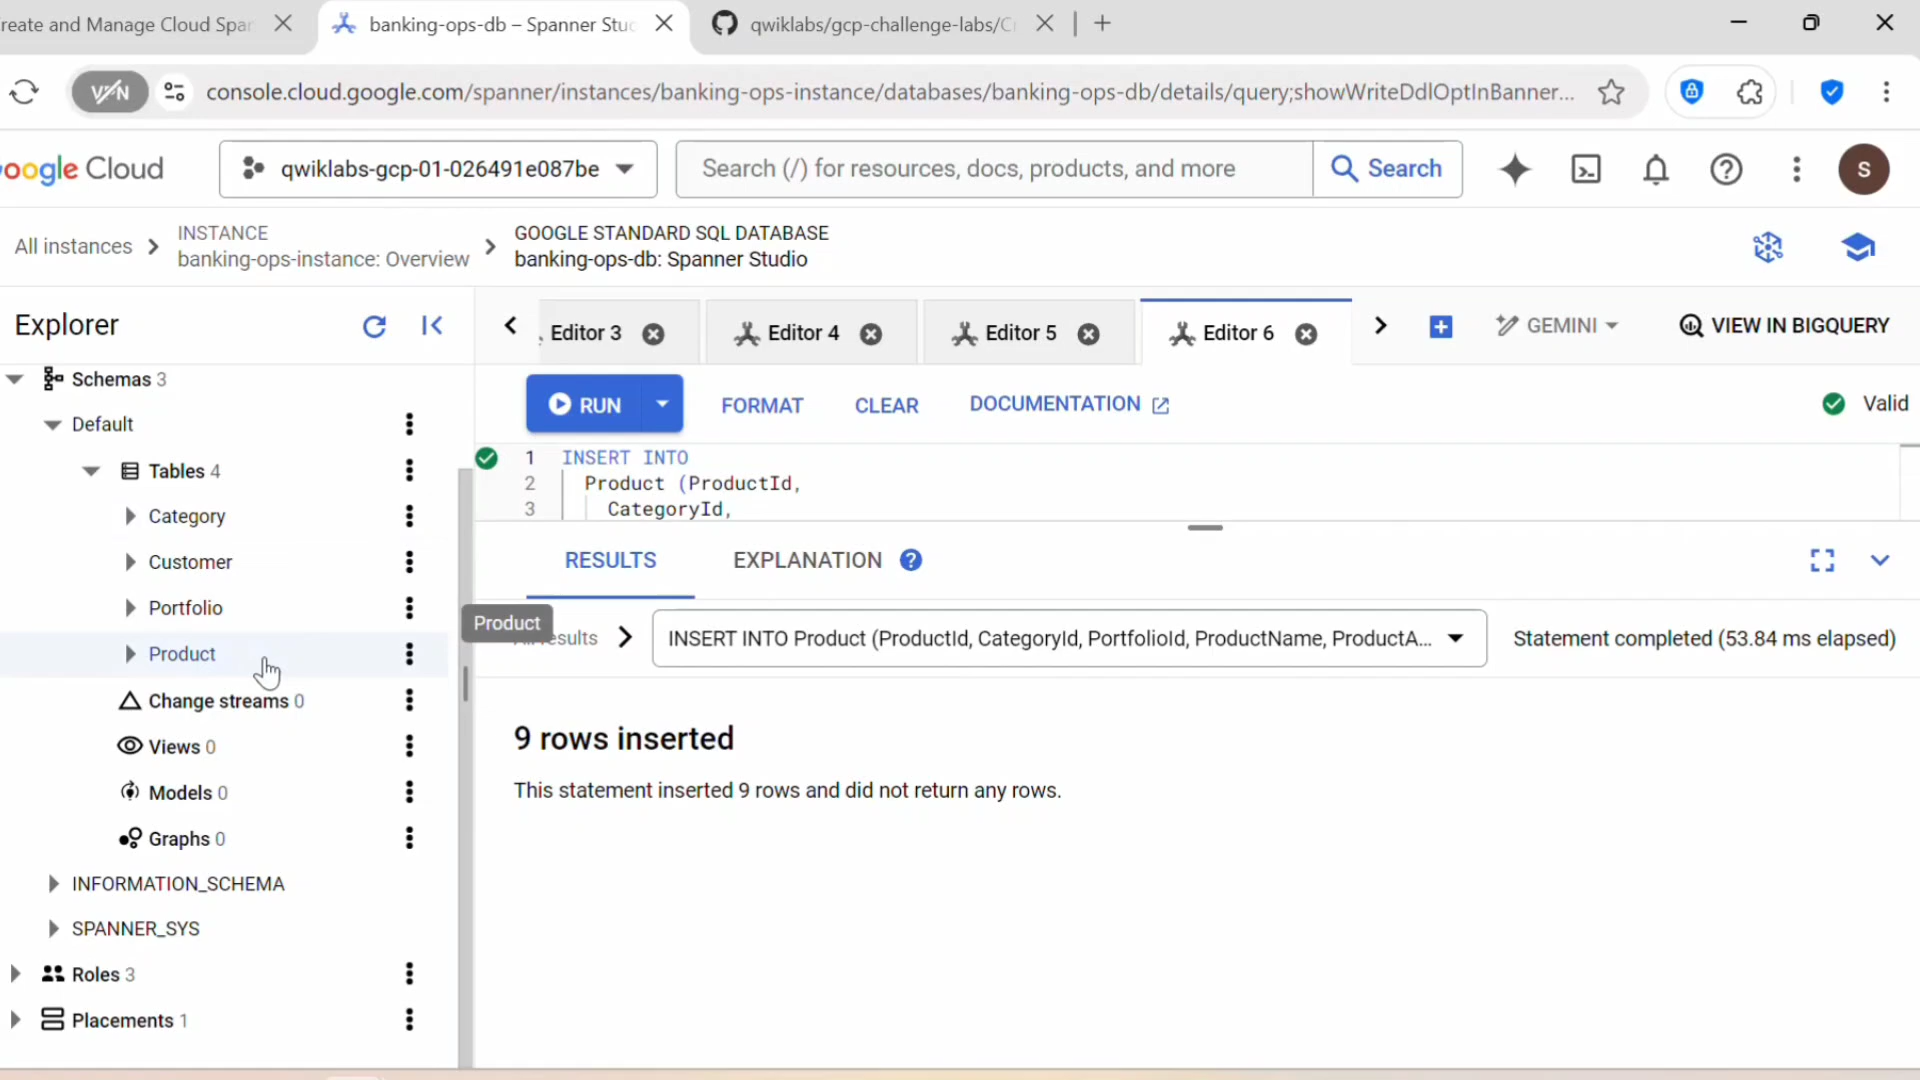 reate and Manage Cloud Spar
banking-ops-db – Spanner Stud
qwiklabs/gcp-challenge-labs/Cr
VPN
console.cloud.google.com/spanner/instances/banking-ops-instance/databases/banking-ops-db/details/query;showWriteDdlOptInBanner...
oogle Cloud
qwiklabs-gcp-01-026491e087be
Search (/) for resources, docs, products, and more
Search
S
All instances
INSTANCE
banking-ops-instance: Overview
GOOGLE STANDARD SQL DATABASE
banking-ops-db: Spanner Studio
Explorer
Editor 3
Editor 4
Editor 5
Editor 6
GEMINI
VIEW IN BIGQUERY
Schemas 3
Default
Tables 4
Category
Customer
Portfolio
Product
Change streams 0
Views 0
Models 0
Graphs 0
INFORMATION_SCHEMA
SPANNER_SYS
Roles 3
Placements 1
RUN
FORMAT
CLEAR
DOCUMENTATION
Valid
1 INSERT INTO
2 Product (ProductId,
3 CategoryId,
RESULTS
EXPLANATION
?
Product
esults
INSERT INTO Product (ProductId, CategoryId, PortfolioId, ProductName, ProductA...
Statement completed (53.84 ms elapsed)
9 rows inserted
This statement inserted 9 rows and did not return any rows.